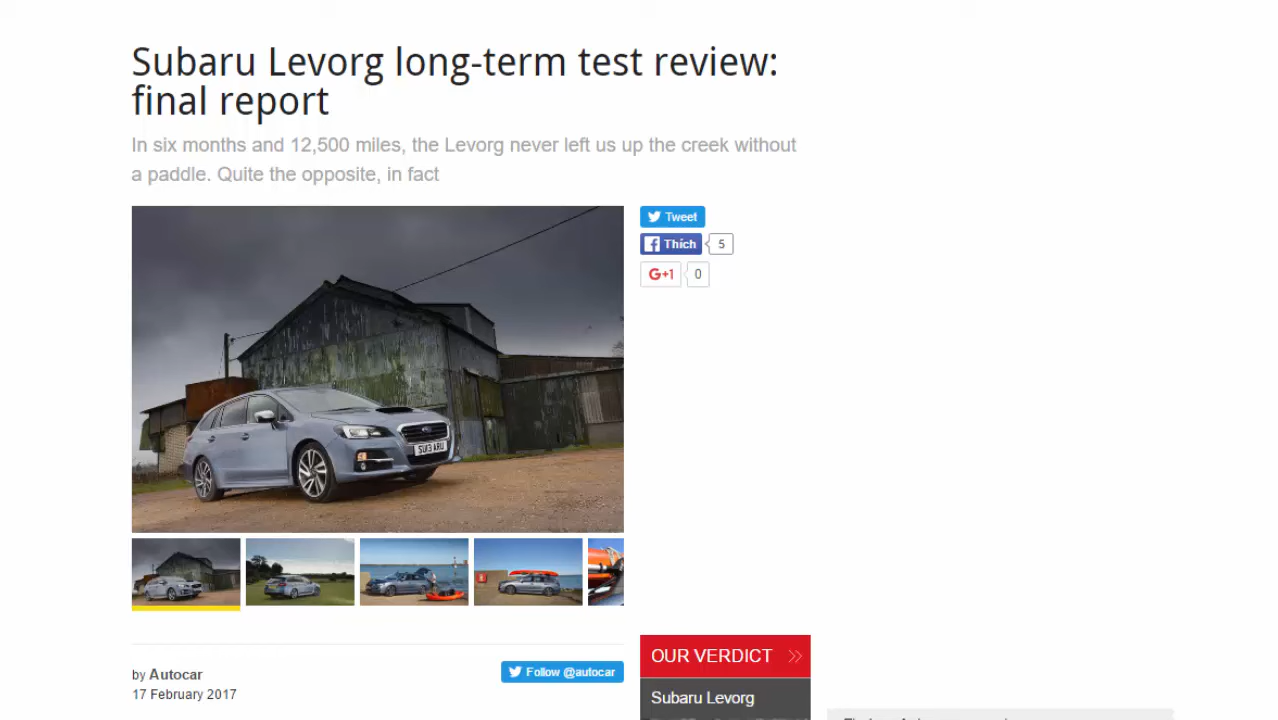 Subaru Levorg long-term test review:
final report
In six months and 12,500 miles, the Levorg never left us up the creek without
a paddle. Quite the opposite, in fact
Tweet
Thích 5
G+1 0
SU13 ARU
by Autocar
Follow @autocar
17 February 2017
OUR VERDICT
Subaru Levorg